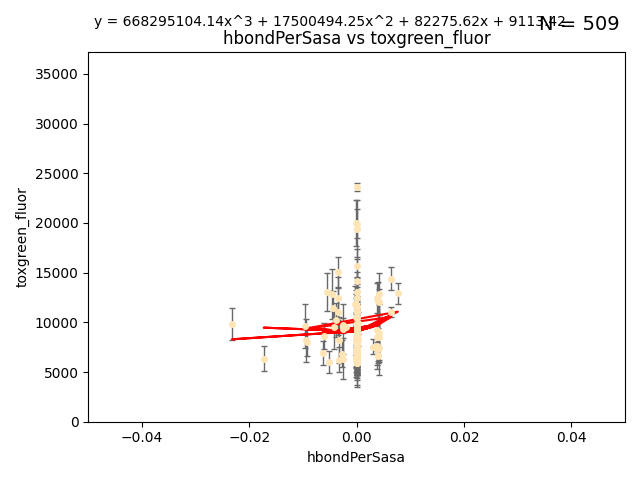 y = 668295104.14x^3 + 17500494.25x^2 + 82275.62x + 9113.42
N = 509
hbondPerSasa vs toxgreen_fluor
35000
30000
25000
20000
15000
10000
5000
0
toxgreen_fluor
−0.04
−0.02
0.00
0.02
0.04
hbondPerSasa